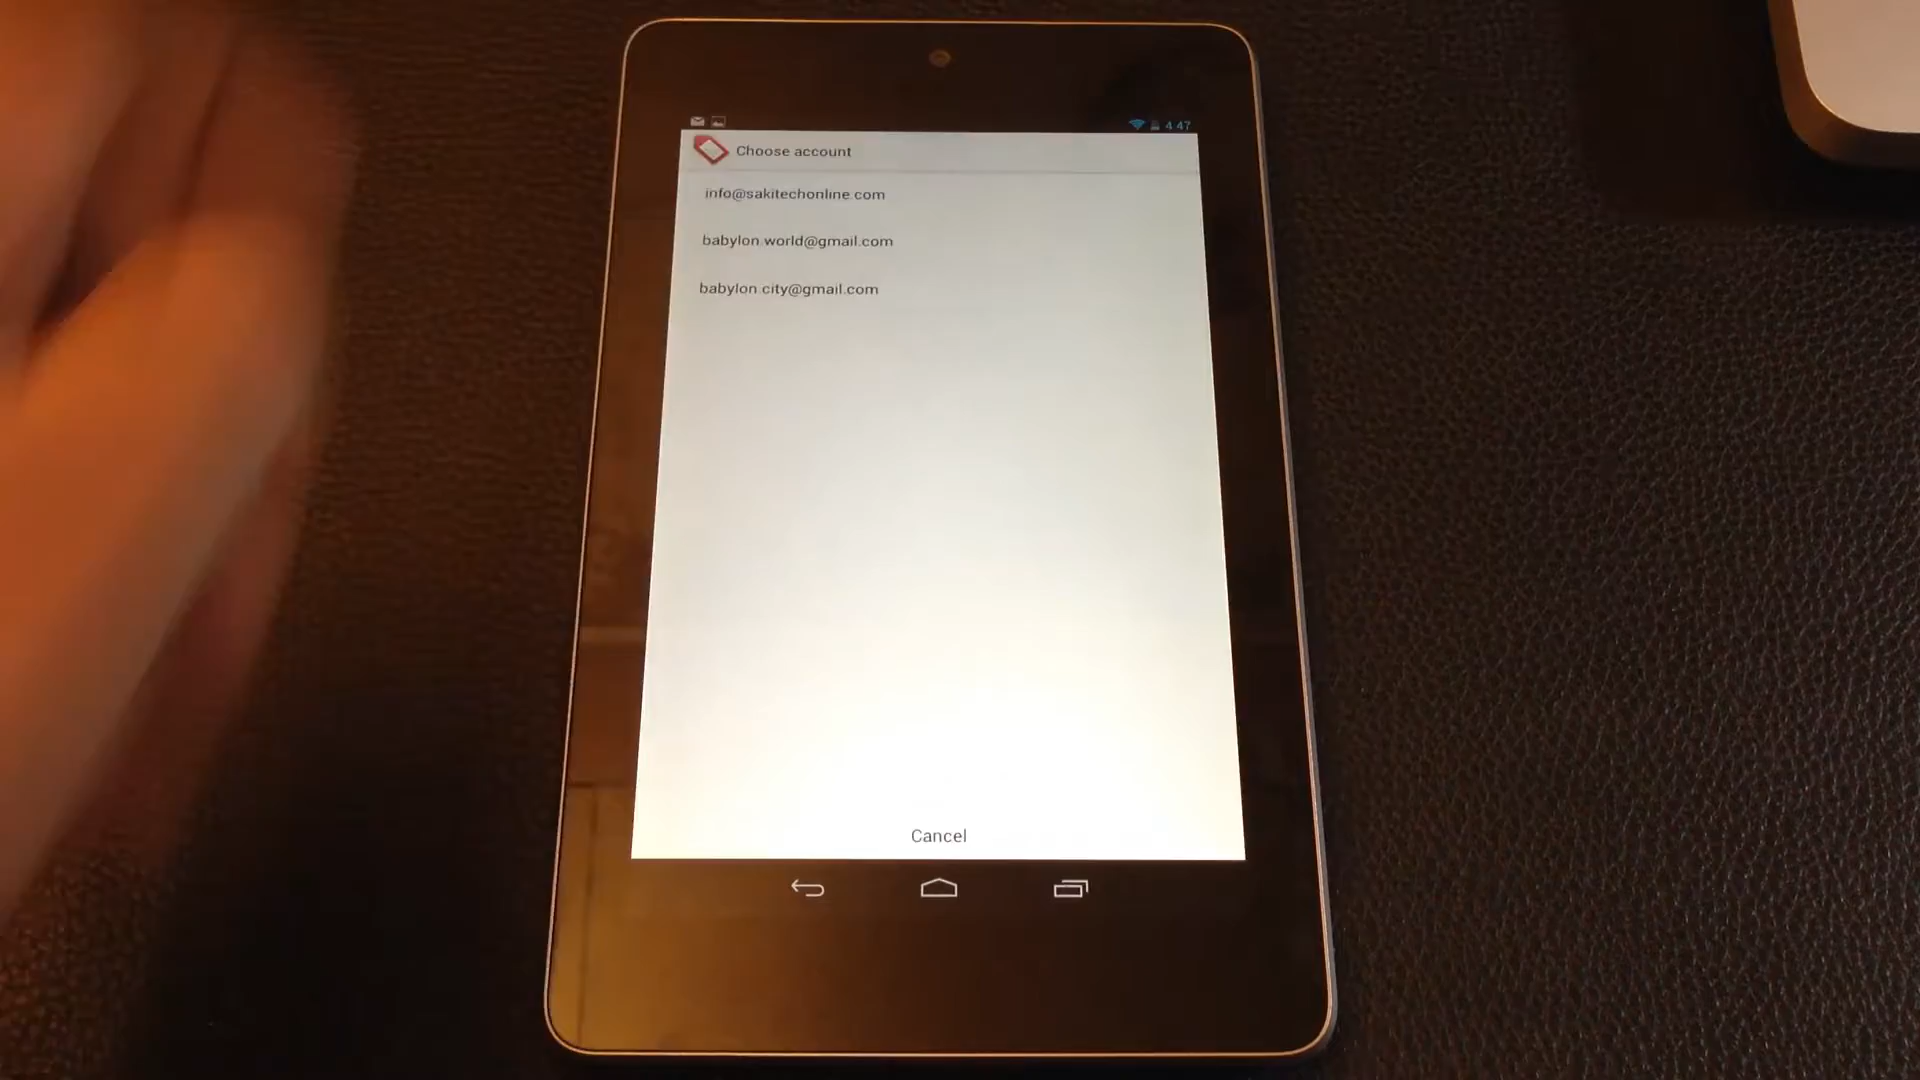 4:47
Choose account
info@sakitechonline.com
babylon.world@gmail.com
babylon.city@gmail.com
Cancel